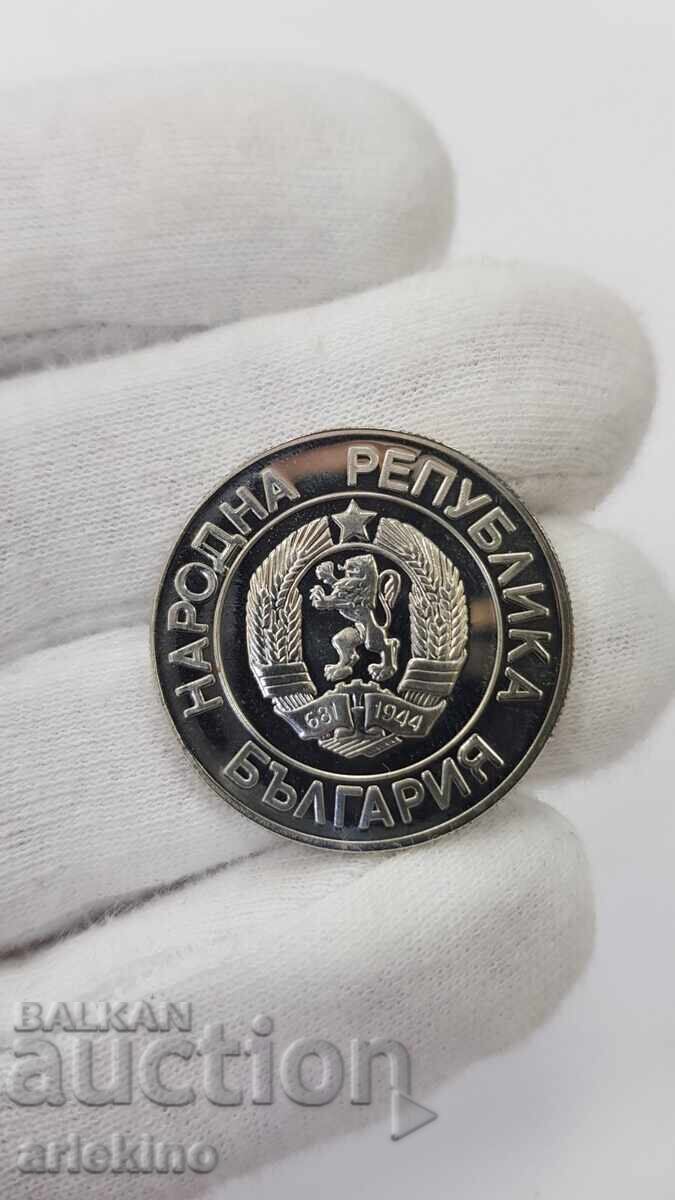 НАРОДНА РЕПУБЛИКА
БЪЛГАРИЯ
681 1944
BALKAN
auction
arlekino